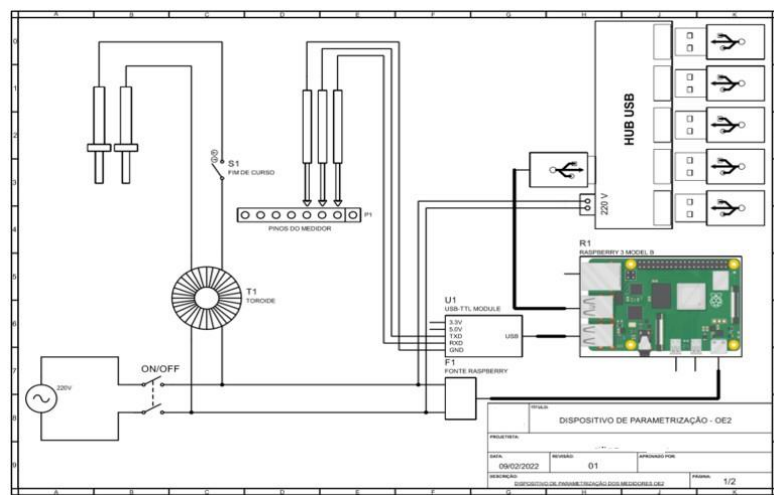 A B C D E F G H J K
0
1
2
3
4
5
6
7
8
9
HUB USB
220 V
S1
FIM DE CURSO
P1
PINOS DO MEDIDOR
R1
RASPBERRY 3 MODEL B
T1
TOROIDE
U1
USB-TTL MODULE
3.3V
5.0V
TXD
RXD
GND
USB
F1
FONTE RASPBERRY
ON/OFF
220V
TÍTULO:
DISPOSITIVO DE PARAMETRIZAÇÃO - OE2
PROJETISTA:
DATA:
09/02/2022
REVISÃO:
01
APROVADO POR:
DESCRIÇÃO:
DISPOSITIVO DE PARAMETRIZAÇÃO DOS MEDIDORES OE2
PÁGINA:
1/2
A B C D E F